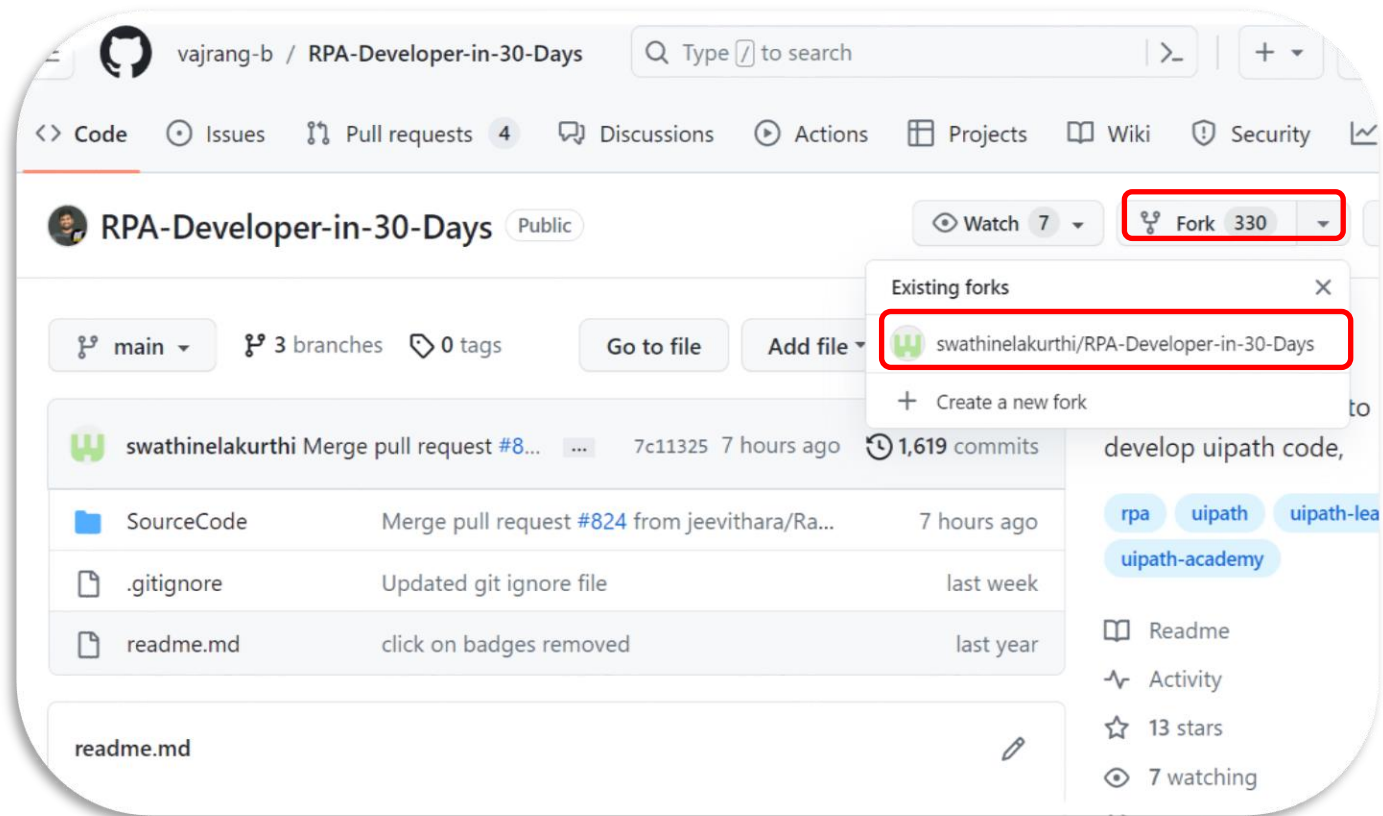 vajrang-b / RPA-Developer-in-30-Days Type / to search
Code Issues Pull requests 4 Discussions Actions Projects Wiki Security
RPA-Developer-in-30-Days Public Watch 7 Fork 330
Existing forks
swathinelakurthi/RPA-Developer-in-30-Days
Create a new fork
main 3 branches 0 tags Go to file Add file
to
develop uipath code,
swathinelakurthi Merge pull request #8... ... 7c11325 7 hours ago 1,619 commits
SourceCode Merge pull request #824 from jeevithara/Ra... 7 hours ago
.gitignore Updated git ignore file last week
readme.md click on badges removed last year
rpa uipath uipath-lea
uipath-academy
Readme
Activity
13 stars
7 watching
readme.md